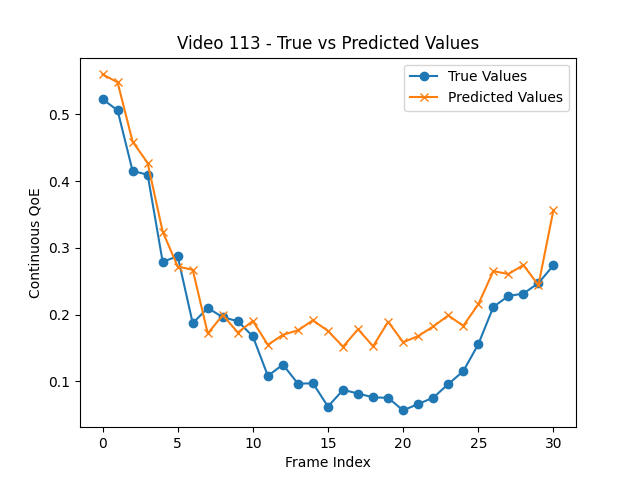 Video 113 - True vs Predicted Values
True Values
Predicted Values
Continuous QoE
0.5
0.4
0.3
0.2
0.1
0 5 10 15 20 25 30
Frame Index